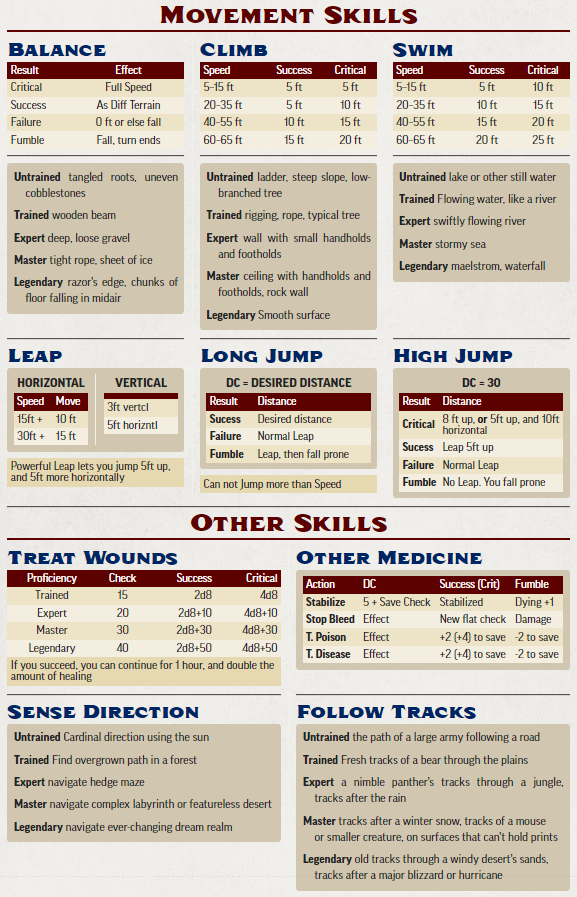 MOVEMENT SKILLS
BALANCE
Result Effect
Critical Full Speed
Success As Diff Terrain
Failure 0 ft or else fall
Fumble Fall, turn ends
Untrained tangled roots, uneven
cobblestones
Trained wooden beam
Expert deep, loose gravel
Master tight rope, sheet of ice
Legendary razor's edge, chunks of
floor falling in midair
CLIMB
Speed Success Critical
5-15 ft 5 ft 5 ft
20-35 ft 5 ft 10 ft
40-55 ft 10 ft 15 ft
60-65 ft 15 ft 20 ft
Untrained ladder, steep slope, low-
branched tree
Trained rigging, rope, typical tree
Expert wall with small handholds
and footholds
Master ceiling with handholds and
footholds, rock wall
Legendary Smooth surface
SWIM
Speed Success Critical
5-15 ft 5 ft 10 ft
20-35 ft 10 ft 15 ft
40-55 ft 15 ft 20 ft
60-65 ft 20 ft 25 ft
Untrained lake or other still water
Trained Flowing water, like a river
Expert swiftly flowing river
Master stormy sea
Legendary maelstrom, waterfall
LEAP
HORIZONTAL
Speed Move
15ft + 10 ft
30ft + 15 ft
VERTICAL
3ft vertcl
5ft horizntl
Powerful Leap lets you jump 5ft up,
and 5ft more horizontally
LONG JUMP
DC = DESIRED DISTANCE
Result Distance
Sucess Desired distance
Failure Normal Leap
Fumble Leap, then fall prone
Can not Jump more than Speed
HIGH JUMP
DC = 30
Result Distance
Critical 8 ft up, or 5ft up, and 10ft
horizontal
Sucess Leap 5ft up
Failure Normal Leap
Fumble No Leap. You fall prone
OTHER SKILLS
TREAT WOUNDS
Proficiency Check Success Critical
Trained 15 2d8 4d8
Expert 20 2d8+10 4d8+10
Master 30 2d8+30 4d8+30
Legendary 40 2d8+50 4d8+50
If you succeed, you can continue for 1 hour, and double the
amount of healing
OTHER MEDICINE
Action DC Success (Crit) Fumble
Stabilize 5 + Save Check Stabilized Dying +1
Stop Bleed Effect New flat check Damage
T. Poison Effect +2 (+4) to save -2 to save
T. Disease Effect +2 (+4) to save -2 to save
SENSE DIRECTION
Untrained Cardinal direction using the sun
Trained Find overgrown path in a forest
Expert navigate hedge maze
Master navigate complex labyrinth or featureless desert
Legendary navigate ever-changing dream realm
FOLLOW TRACKS
Untrained the path of a large army following a road
Trained Fresh tracks of a bear through the plains
Expert a nimble panther's tracks through a jungle,
tracks after the rain
Master tracks after a winter snow, tracks of a mouse
or smaller creature, on surfaces that can't hold prints
Legendary old tracks through a windy desert's sands,
tracks after a major blizzard or hurricane